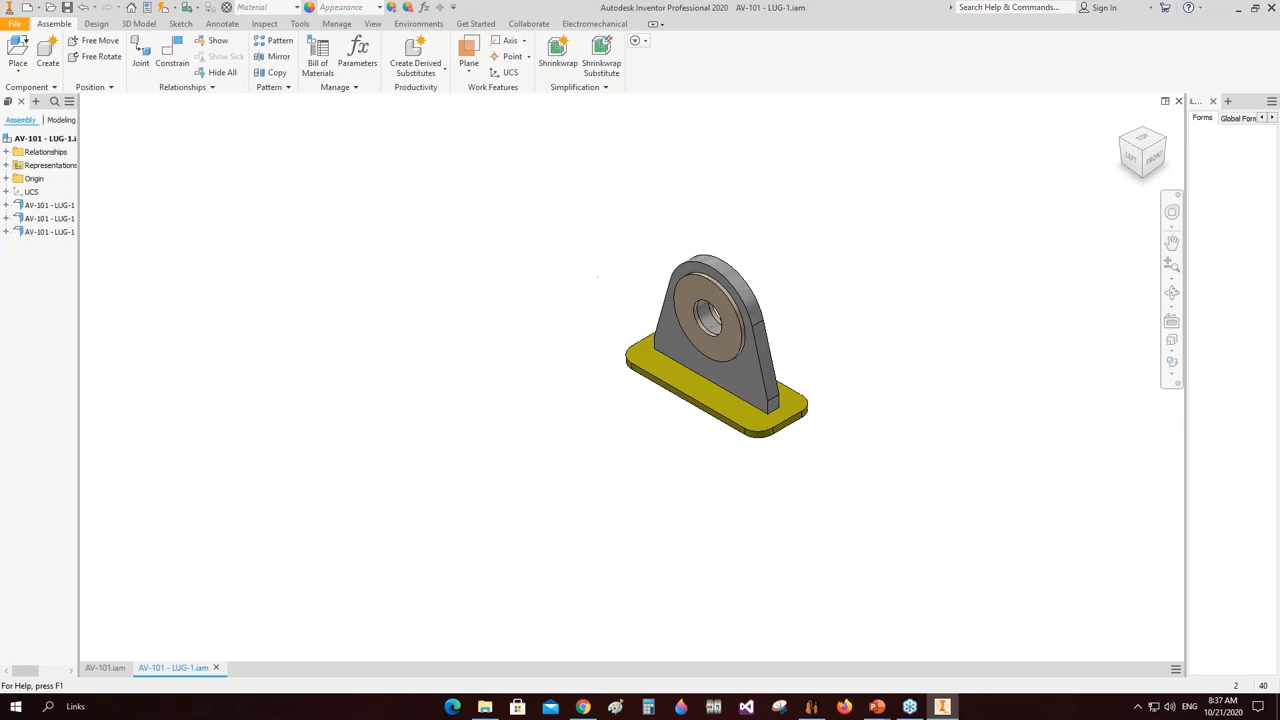 Material
Appearance
Autodesk Inventor Professional 2020 AV-101 - LUG-1.iam
Search Help & Commands...
Sign In
File
Assemble
Design
3D Model
Sketch
Annotate
Inspect
Tools
Manage
View
Environments
Get Started
Collaborate
Electromechanical
Place
Create
Free Move
Free Rotate
Joint
Constrain
Show
Show Sick
Hide All
Pattern
Mirror
Copy
Bill of
Materials
Parameters
Create Derived
Substitutes
Plane
Axis
Point
UCS
Shrinkwrap
Shrinkwrap
Substitute
Component
Position
Relationships
Pattern
Manage
Productivity
Work Features
Simplification
Assembly
Modeling
AV-101 - LUG-1.i
Relationships
Representations
Origin
UCS
AV-101 - LUG-1
AV-101 - LUG-1
AV-101 - LUG-1
TOP
LEFT
FRONT
Forms
Global Forn
AV-101.iam
AV-101 - LUG-1.iam
For Help, press F1
2
40
Links
ENG
8:37 AM
10/21/2020